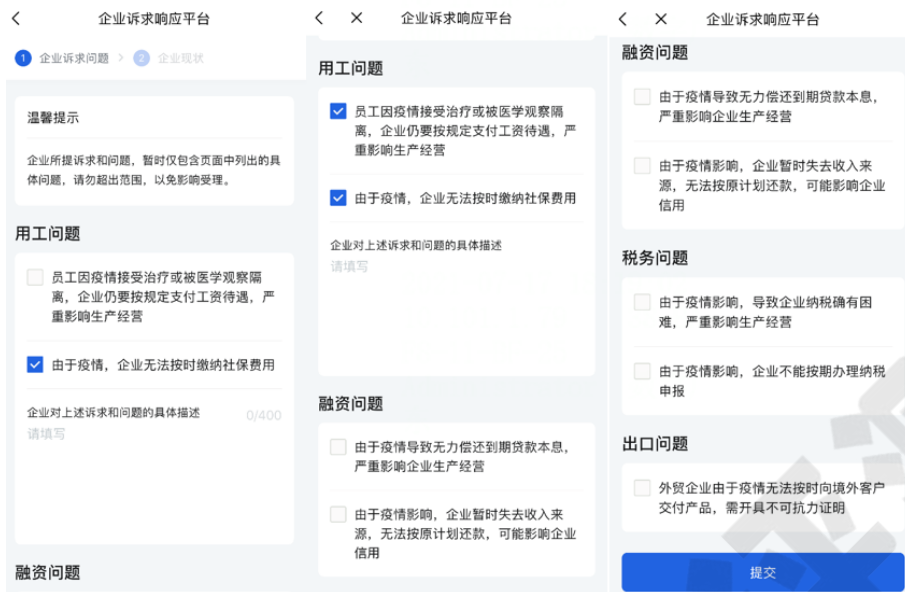 企业诉求响应平台
1 企业诉求问题 > 2 企业现状
温馨提示
企业所提诉求和问题，暂时仅包含页面中列出的具
体问题，请勿超出范围，以免影响受理。
用工问题
员工因疫情接受治疗或被医学观察隔
离，企业仍要按规定支付工资待遇，严
重影响生产经营
由于疫情，企业无法按时缴纳社保费用
企业对上述诉求和问题的具体描述 0/400
请填写
融资问题
企业诉求响应平台
用工问题
员工因疫情接受治疗或被医学观察隔
离，企业仍要按规定支付工资待遇，严
重影响生产经营
由于疫情，企业无法按时缴纳社保费用
企业对上述诉求和问题的具体描述
请填写
融资问题
由于疫情导致无力偿还到期贷款本息，
严重影响企业生产经营
由于疫情影响，企业暂时失去收入来
源，无法按原计划还款，可能影响企业
信用
企业诉求响应平台
融资问题
由于疫情导致无力偿还到期贷款本息，
严重影响企业生产经营
由于疫情影响，企业暂时失去收入来
源，无法按原计划还款，可能影响企业
信用
税务问题
由于疫情影响，导致企业纳税确有困
难，严重影响生产经营
由于疫情影响，企业不能按期办理纳税
申报
出口问题
外贸企业由于疫情无法按时向境外客户
交付产品，需开具不可抗力证明
提交